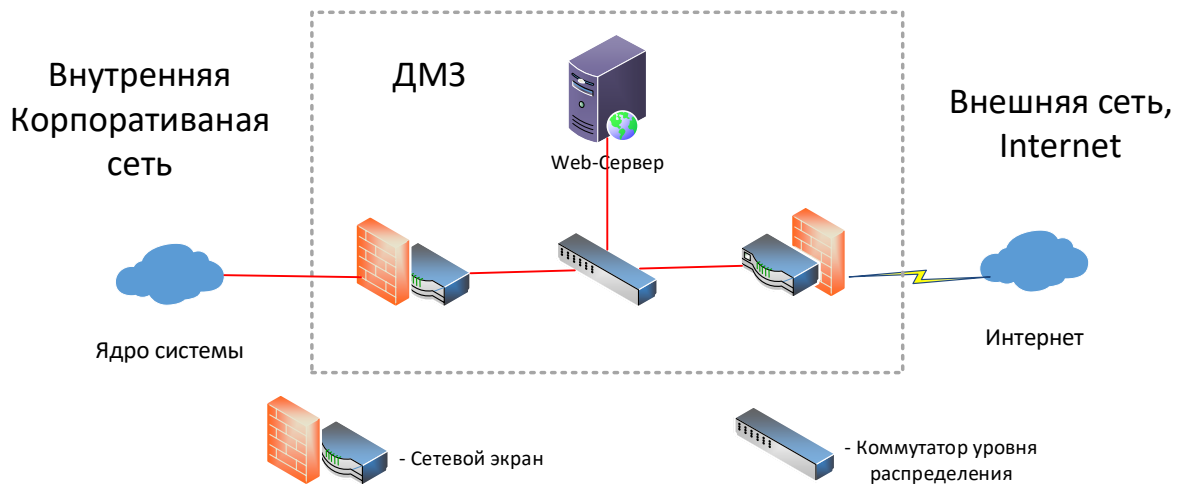 Внутренняя
Корпоративаная
сеть
ДМЗ
Web-Сервер
Внешняя сеть,
Internet
Ядро системы
Интернет
- Сетевой экран
- Коммутатор уровня
распределения